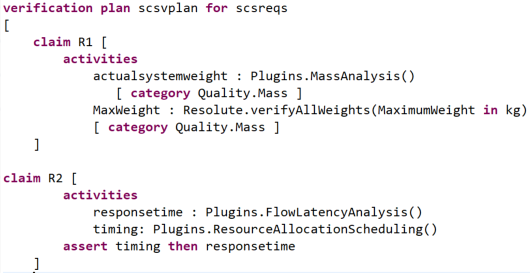 verification plan scsvplan for scsreqs
[
claim R1 [
activities
actualsystemweight : Plugins.MassAnalysis()
[ category Quality.Mass ]
MaxWeight : Resolute.verifyAllWeights(MaximumWeight in kg)
[ category Quality.Mass ]
]
claim R2 [
activities
responsetime : Plugins.FlowLatencyAnalysis()
timing: Plugins.ResourceAllocationScheduling()
assert timing then responsetime
]